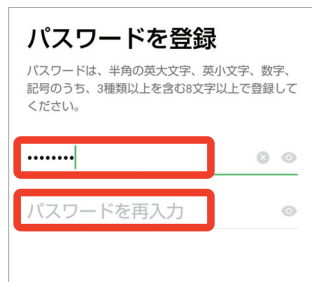 パスワードを登録
パスワードは、半角の英大文字、英小文字、数字、
記号のうち、3種類以上を含む8文字以上で登録して
ください。
••••••••
パスワードを再入力